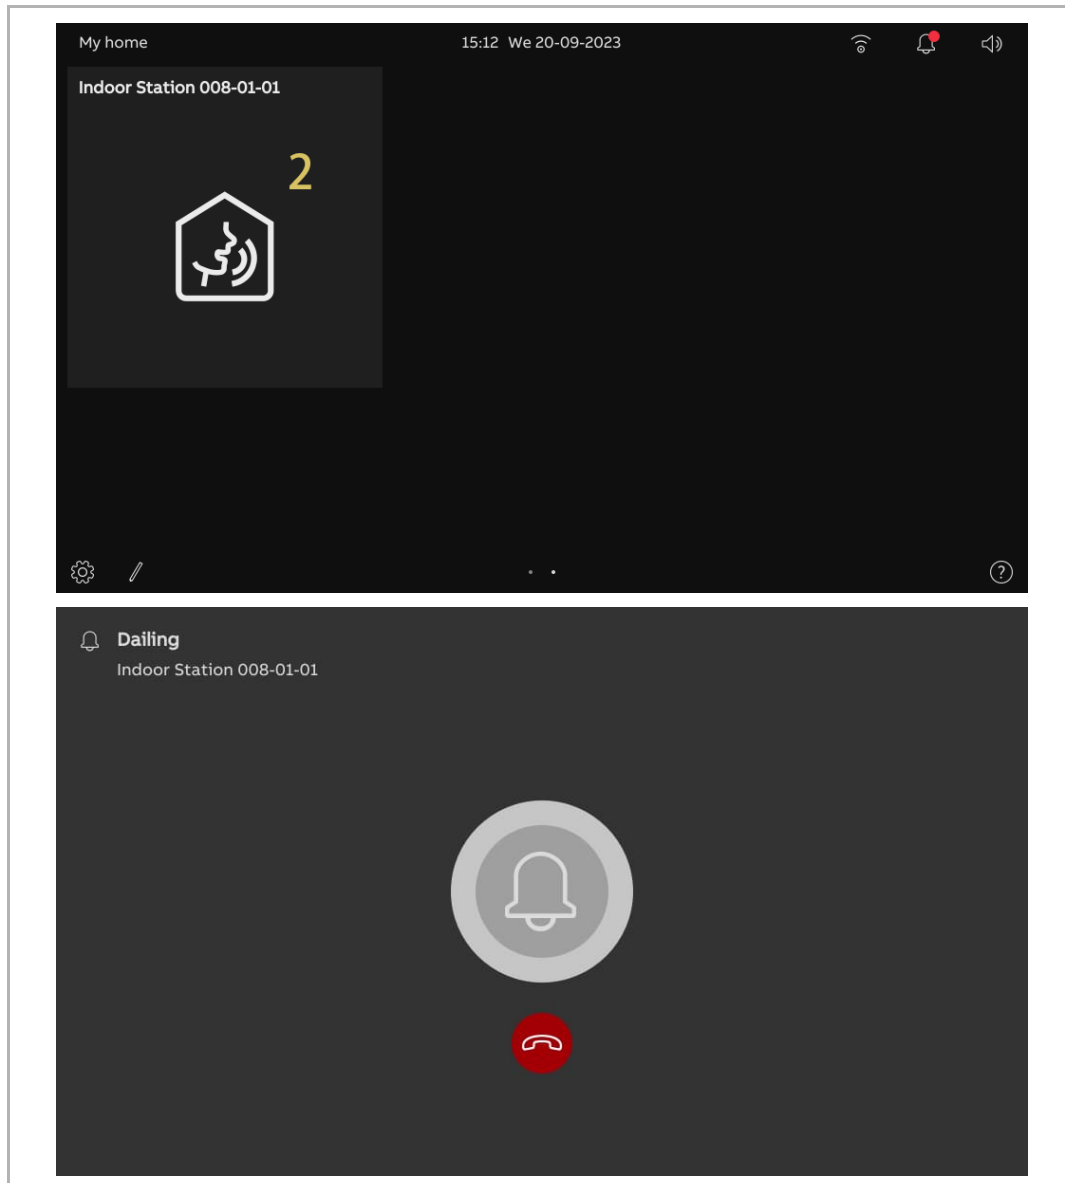 My home
15:12 We 20-09-2023
Indoor Station 008-01-01
2
?
Dailing
Indoor Station 008-01-01